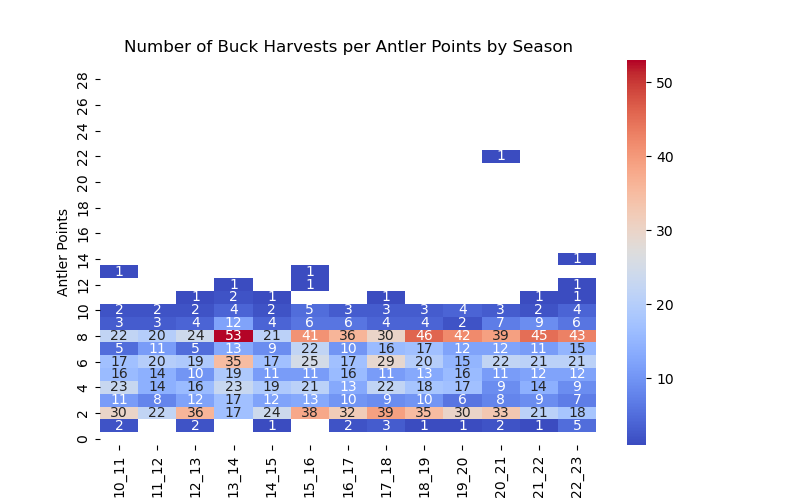 Number of Buck Harvests per Antler Points by Season
Antler Points
28
26
24
22 1
20
18
16
14 1
1 1
12 1 1 1
1 2 1 1 1 1
10 2 2 2 4 2 5 3 3 3 4 3 2 4
3 3 4 12 4 6 6 4 4 2 7 9 6
8 22 20 24 53 21 41 36 30 46 42 39 45 43
5 11 5 13 9 22 10 16 17 12 12 11 15
6 17 20 19 35 17 25 17 29 20 15 22 21 21
16 14 10 19 11 11 16 11 13 16 11 12 12
4 23 14 16 23 19 21 13 22 18 17 9 14 9
11 8 12 17 12 13 10 9 10 6 8 9 7
2 30 22 36 17 24 38 32 39 35 30 33 21 18
2 2 1 2 3 1 1 2 1 5
0
10_11 11_12 12_13 13_14 14_15 15_16 16_17 17_18 18_19 19_20 20_21 21_22 22_23
50
40
30
20
10